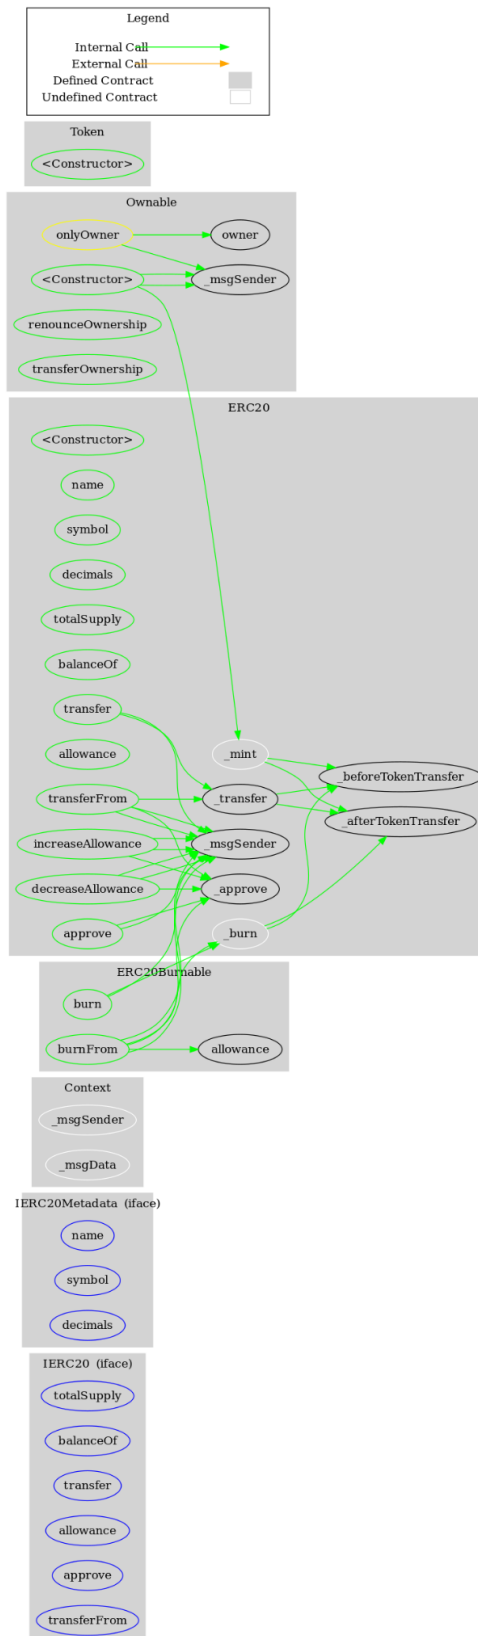 Legend
Internal Call
External Call
Defined Contract
Undefined Contract
Token
<Constructor>
Ownable
onlyOwner
owner
<Constructor>
_msgSender
renounceOwnership
transferOwnership
ERC20
<Constructor>
name
symbol
decimals
totalSupply
balanceOf
transfer
allowance
_mint
_beforeTokenTransfer
transferFrom
_transfer
_afterTokenTransfer
increaseAllowance
_msgSender
decreaseAllowance
_approve
approve
_burn
ERC20Burnable
burn
burnFrom
allowance
Context
_msgSender
_msgData
IERC20Metadata (iface)
name
symbol
decimals
IERC20 (iface)
totalSupply
balanceOf
transfer
allowance
approve
transferFrom